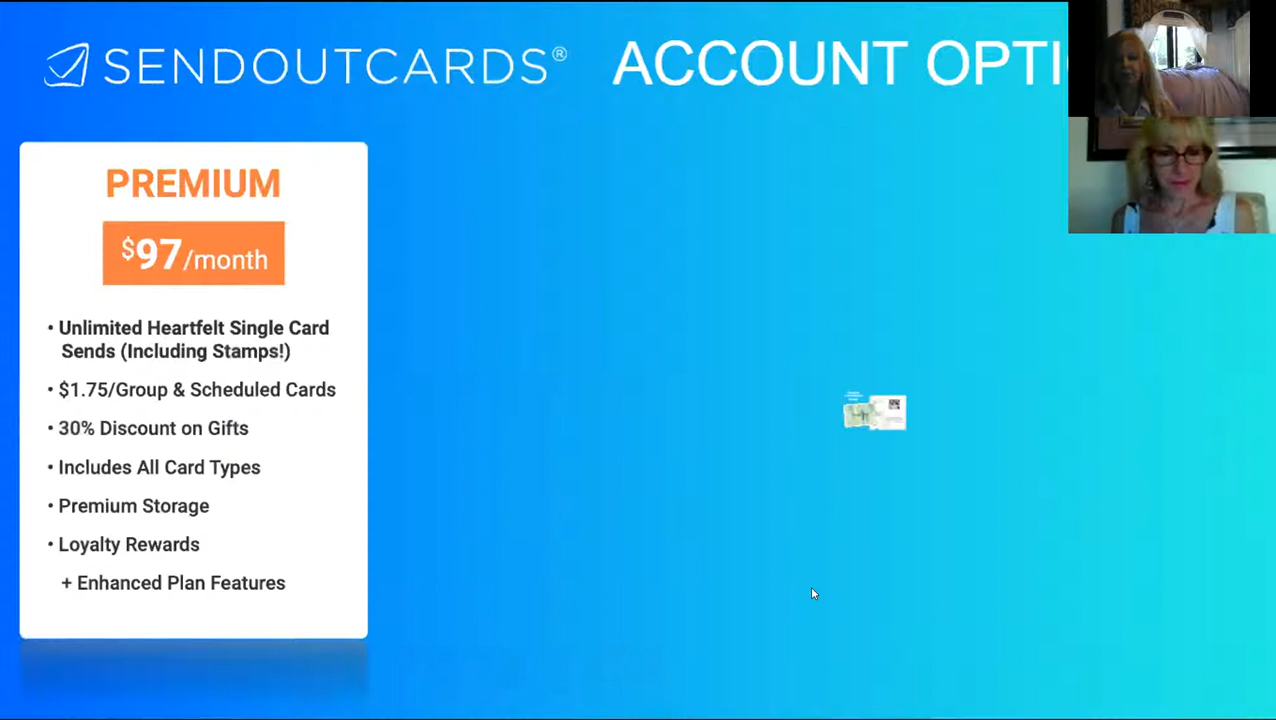 SENDOUTCARDS® ACCOUNT OPTI
PREMIUM
$97/month
• Unlimited Heartfelt Single Card
Sends (Including Stamps!)
• $1.75/Group & Scheduled Cards
• 30% Discount on Gifts
• Includes All Card Types
• Premium Storage
• Loyalty Rewards
+ Enhanced Plan Features